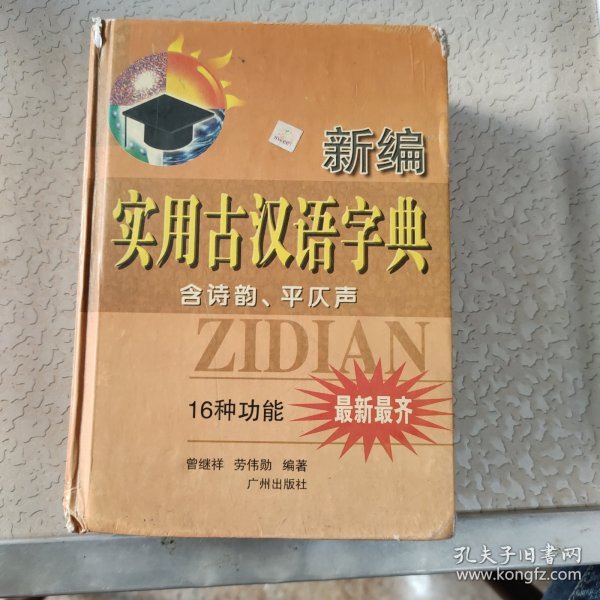 新编
实用古汉语字典
含诗韵、平仄声
ZIDIAN
16种功能
最新最齐
曾继祥 劳伟勋 编著
广州出版社
孔夫子旧书网
www.kongfz.com